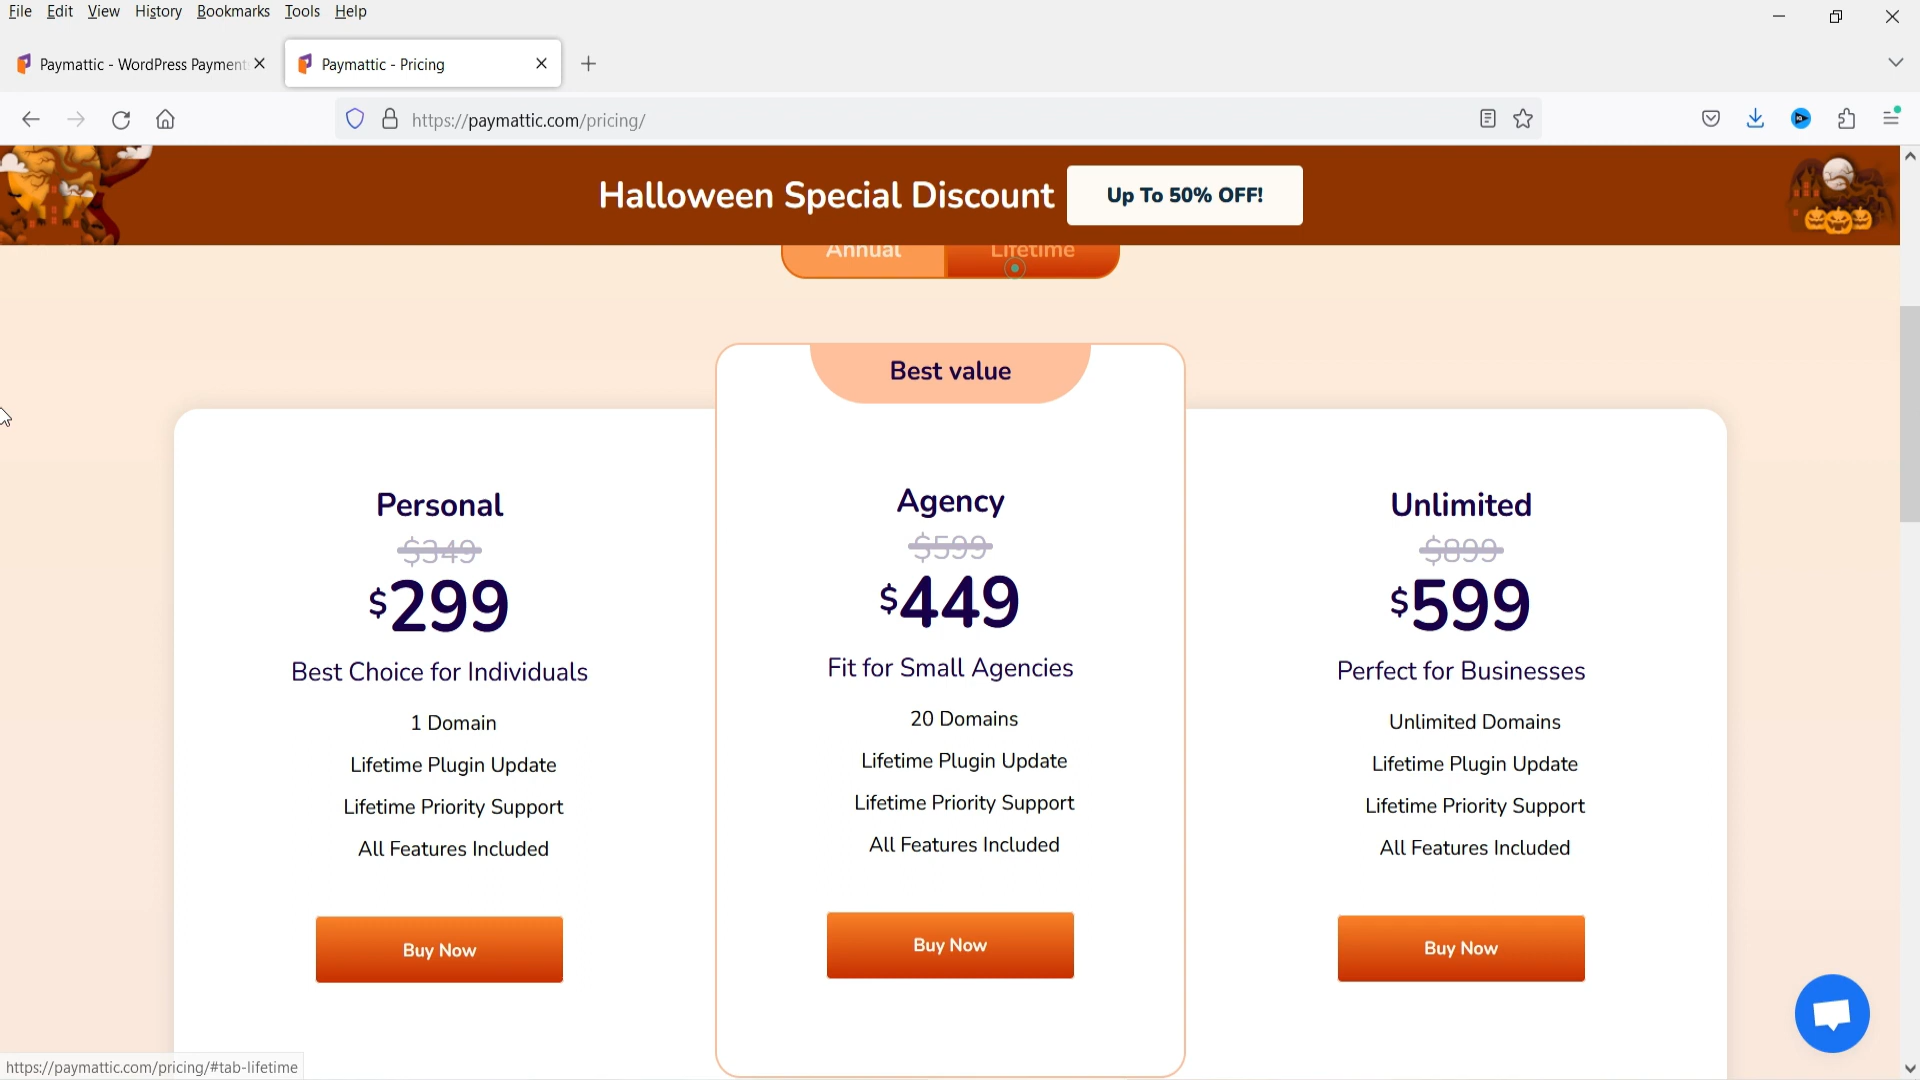 File Edit View History Bookmarks Tools Help
Paymattic - WordPress Payment
Paymattic - Pricing
https://paymattic.com/pricing/
Halloween Special Discount
Up To 50% OFF!
Annual
Lifetime
Best value
Personal
$349
$299
Best Choice for Individuals
1 Domain
Lifetime Plugin Update
Lifetime Priority Support
All Features Included
Buy Now
Agency
$599
$449
Fit for Small Agencies
20 Domains
Lifetime Plugin Update
Lifetime Priority Support
All Features Included
Buy Now
Unlimited
$899
$599
Perfect for Businesses
Unlimited Domains
Lifetime Plugin Update
Lifetime Priority Support
All Features Included
Buy Now
https://paymattic.com/pricing/#tab-lifetime